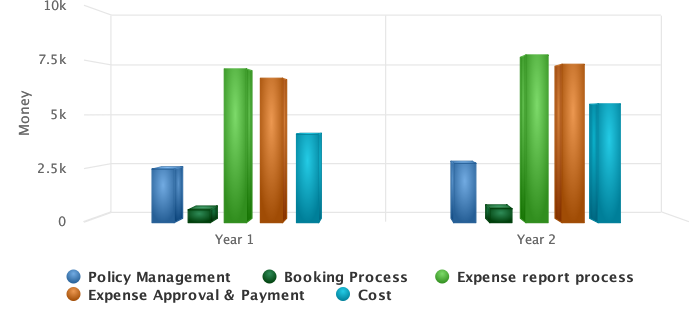 10k
7.5k
5k
2.5k
0
Money
Year 1
Year 2
Policy Management
Booking Process
Expense report process
Expense Approval & Payment
Cost